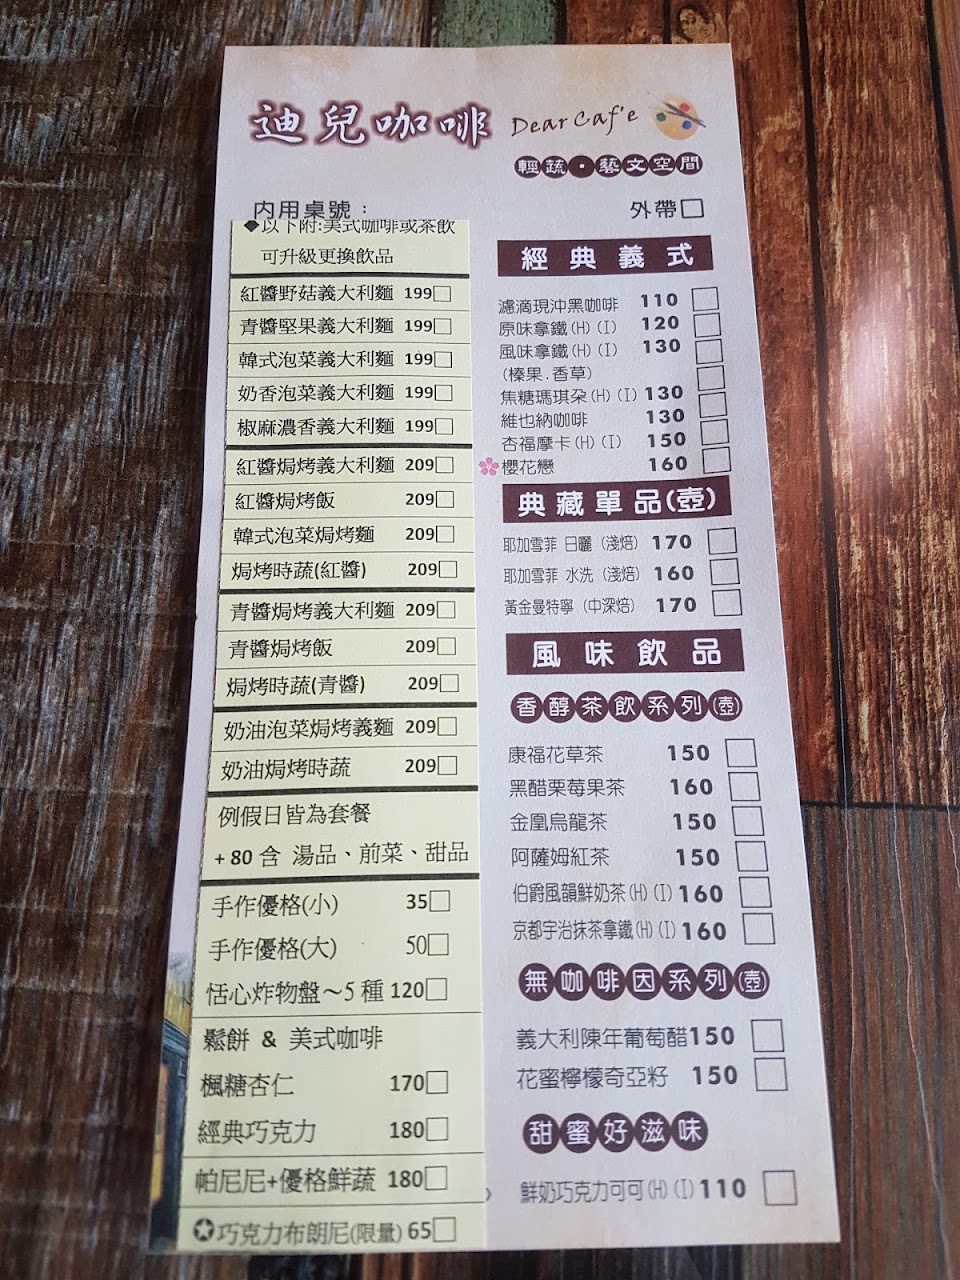 迪兒咖啡 Dear Caf'e
輕蔬•藝文空間
內用桌號：
外帶□
◆以下附:美式咖啡或茶飲
可升級更換飲品
紅醬野菇義大利麵 199□
青醬堅果義大利麵 199□
韓式泡菜義大利麵 199□
奶香泡菜義大利麵 199□
椒麻濃香義大利麵 199□
紅醬焗烤義大利麵 209□
紅醬焗烤飯 209□
韓式泡菜焗烤麵 209□
焗烤時蔬(紅醬) 209□
青醬焗烤義大利麵 209□
青醬焗烤飯 209□
焗烤時蔬(青醬) 209□
奶油泡菜焗烤義麵 209□
奶油焗烤時蔬 209□
例假日皆為套餐
+ 80 含 湯品、前菜、甜品
手作優格(小) 35□
手作優格(大) 50□
恬心炸物盤～5 種 120□
鬆餅 & 美式咖啡
楓糖杏仁 170□
經典巧克力 180□
帕尼尼+優格鮮蔬 180□
✪巧克力布朗尼(限量) 65□
經典義式
濾滴現沖黑咖啡 110 □
原味拿鐵(H)(I) 120 □
風味拿鐵(H)(I) 130 □
(榛果.香草) □
焦糖瑪琪朵(H)(I) 130 □
維也納咖啡 130 □
杏福摩卡(H)(I) 150 □
櫻花戀 160 □
典藏單品(壺)
耶加雪菲 日曬 (淺焙) 170 □
耶加雪菲 水洗 (淺焙) 160 □
黃金曼特寧 (中深焙) 170 □
風味飲品
香醇茶飲系列(壺)
康福花草茶 150 □
黑醋栗莓果茶 160 □
金凰烏龍茶 150 □
阿薩姆紅茶 150 □
伯爵風韻鮮奶茶(H)(I) 160 □
京都宇治抹茶拿鐵(H)(I) 160 □
無咖啡因系列(壺)
義大利陳年葡萄醋 150 □
花蜜檸檬奇亞籽 150 □
甜蜜好滋味
鮮奶巧克力可可(H)(I) 110 □